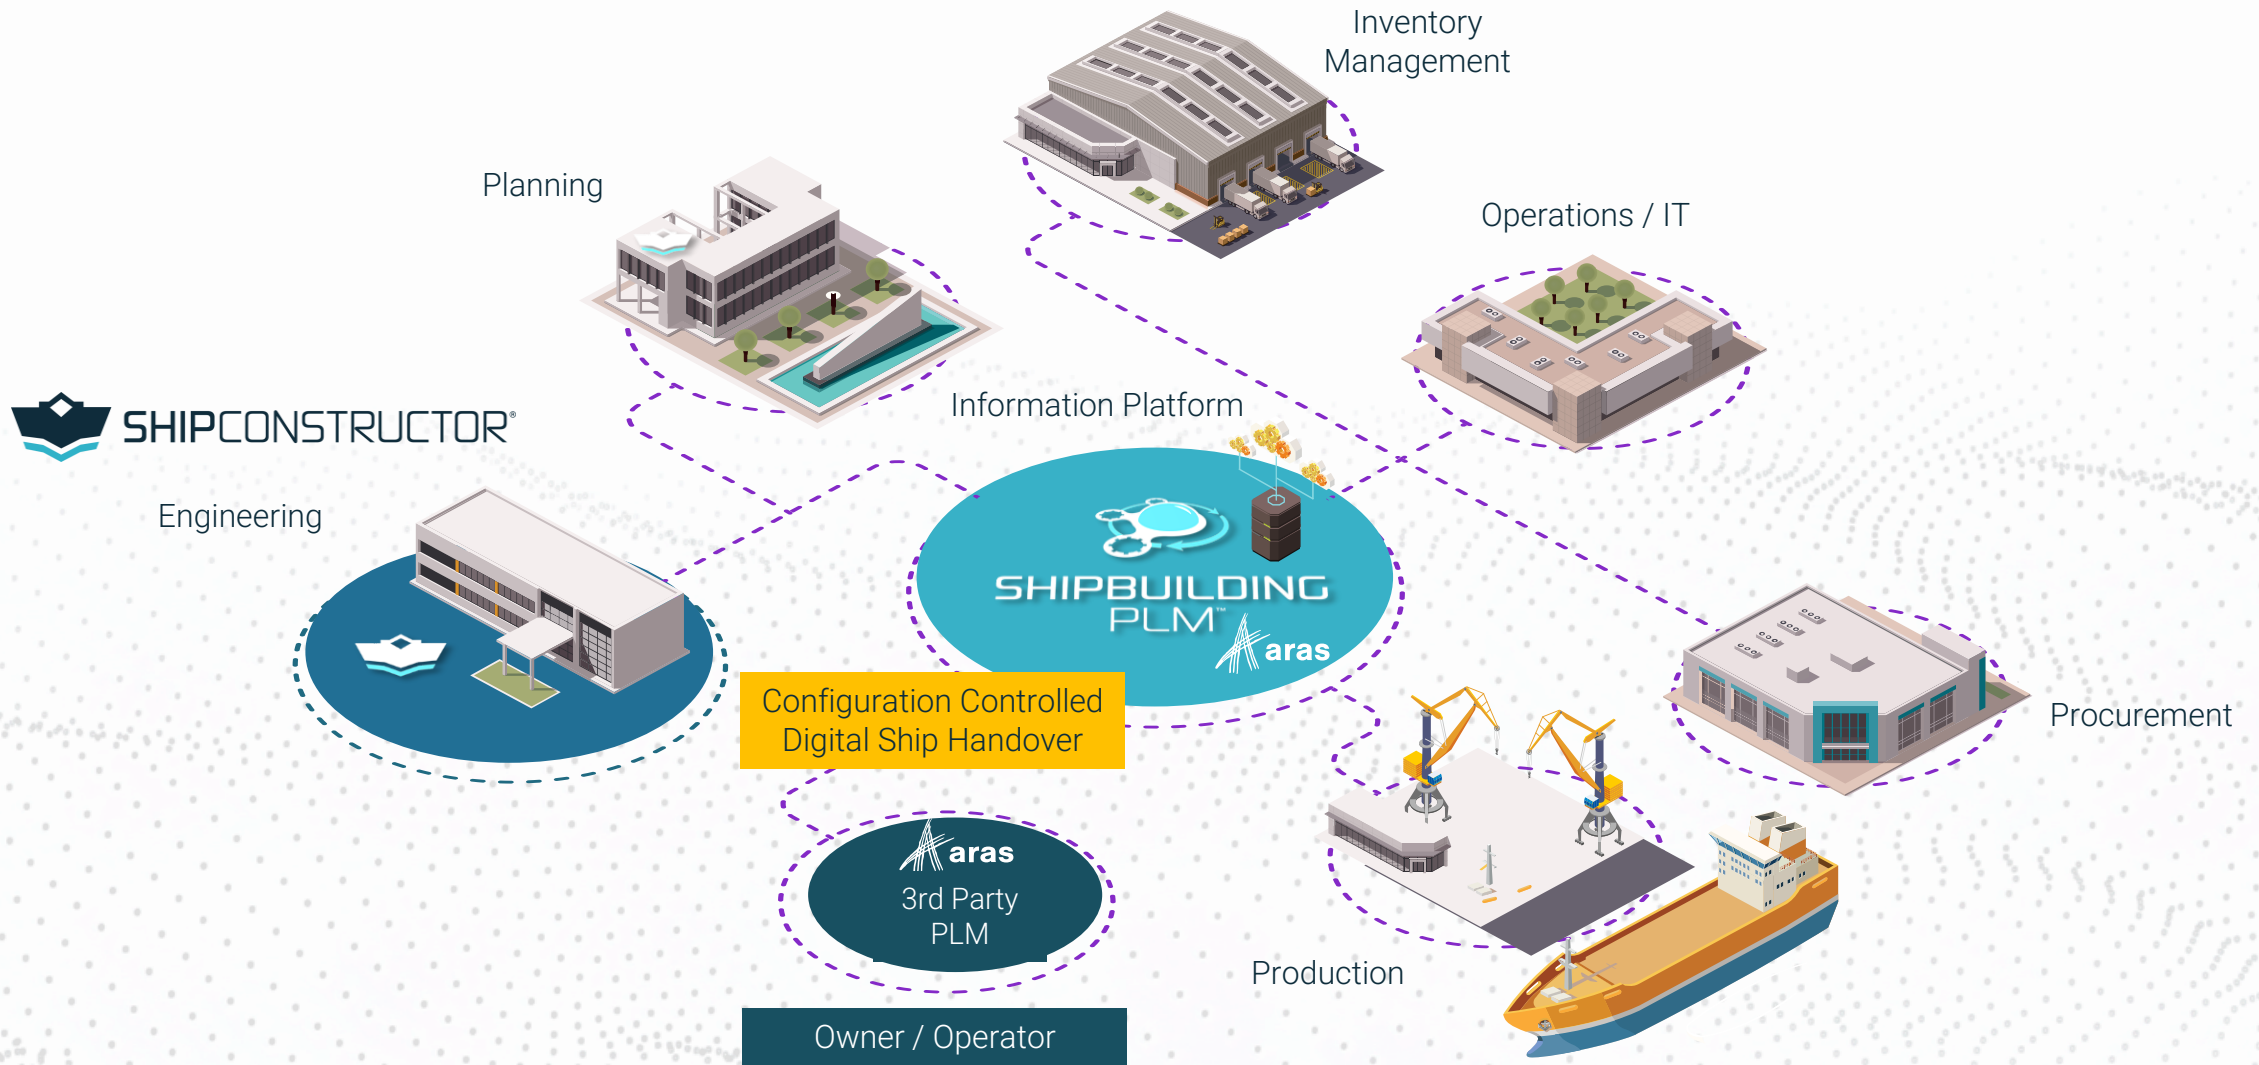 Inventory
Management
Planning
Operations / IT
Information Platform
SHIPCONSTRUCTOR®
Engineering
SHIPBUILDING
PLM™
aras
Configuration Controlled
Digital Ship Handover
Procurement
aras
3rd Party
PLM
Production
Owner / Operator